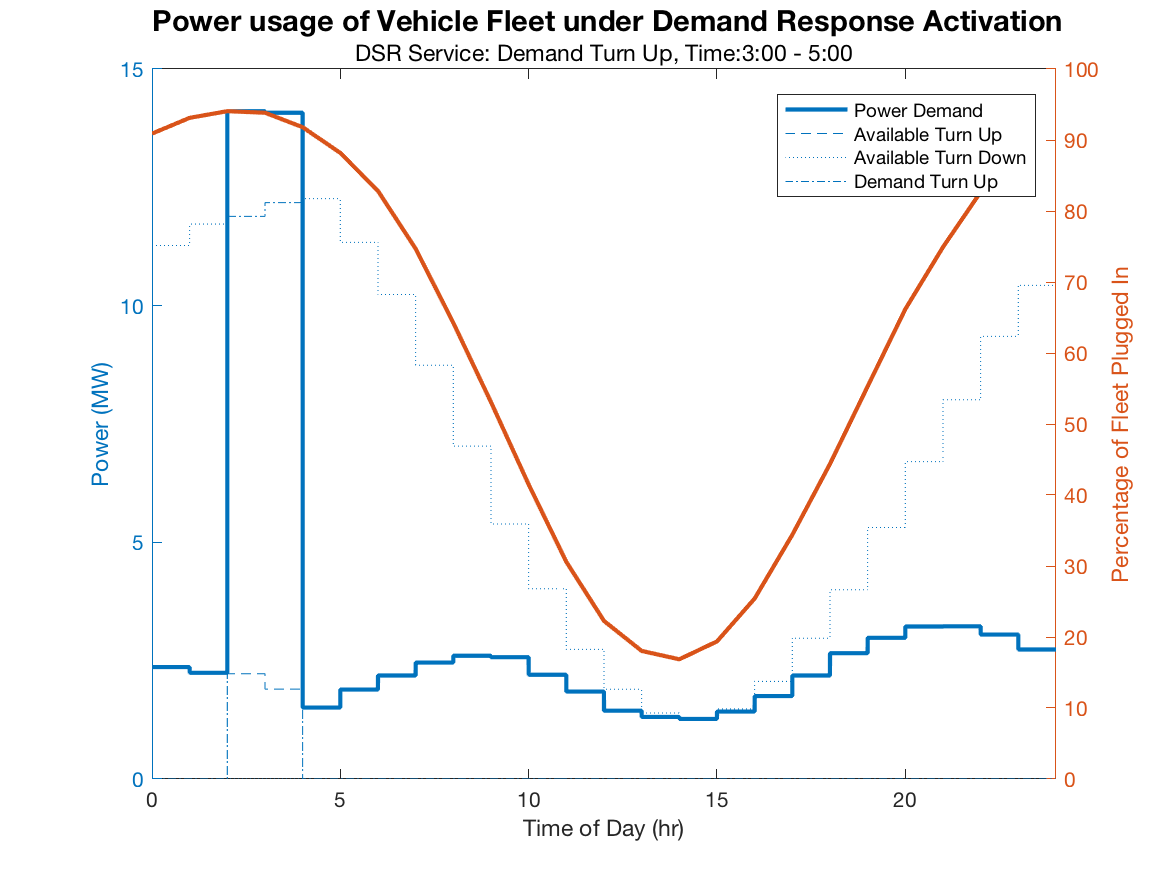 Power usage of Vehicle Fleet under Demand Response Activation
DSR Service: Demand Turn Up, Time:3:00 - 5:00
Power Demand
Available Turn Up
Available Turn Down
Demand Turn Up
15
10
5
0
Power (MW)
100
90
80
70
60
50
40
30
20
10
0
Percentage of Fleet Plugged In
0
5
10
15
20
Time of Day (hr)